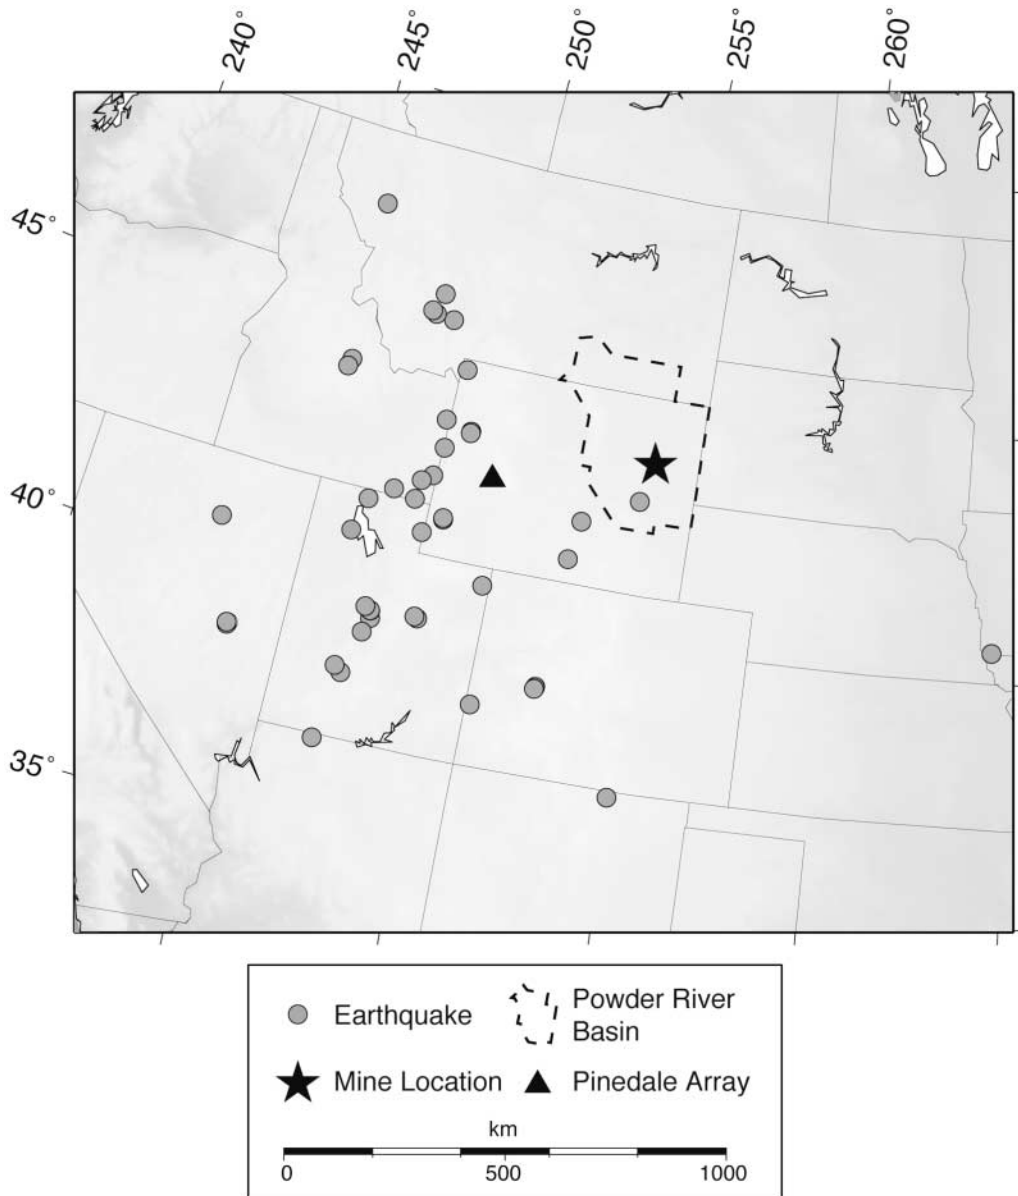 240°
245°
250°
255°
260°
45°
40°
35°
Earthquake
Powder River
Basin
Mine Location
Pinedale Array
km
0
500
1000